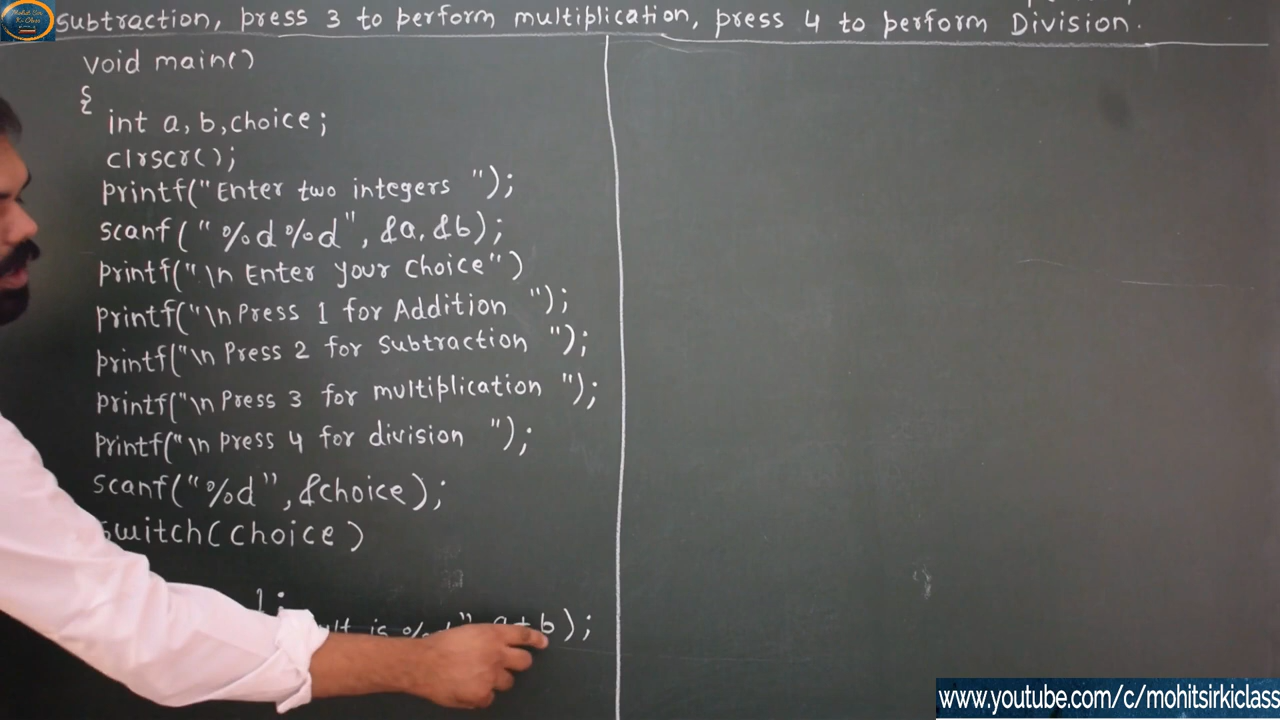 subtraction, press 3 to perform multiplication, press 4 to perform Division.
void main()
{
int a, b, choice;
clrscr();
printf("Enter two integers ");
scanf("%d%d", &a, &b);
printf("\n Enter your choice")
printf("\n Press 1 for Addition ");
printf("\n Press 2 for subtraction ");
printf("\n Press 3 for multiplication ");
printf("\n press 4 for division ");
scanf("%d", &choice);
switch(choice)
1:
is a+b);
www.youtube.com/c/mohitsirkiclass